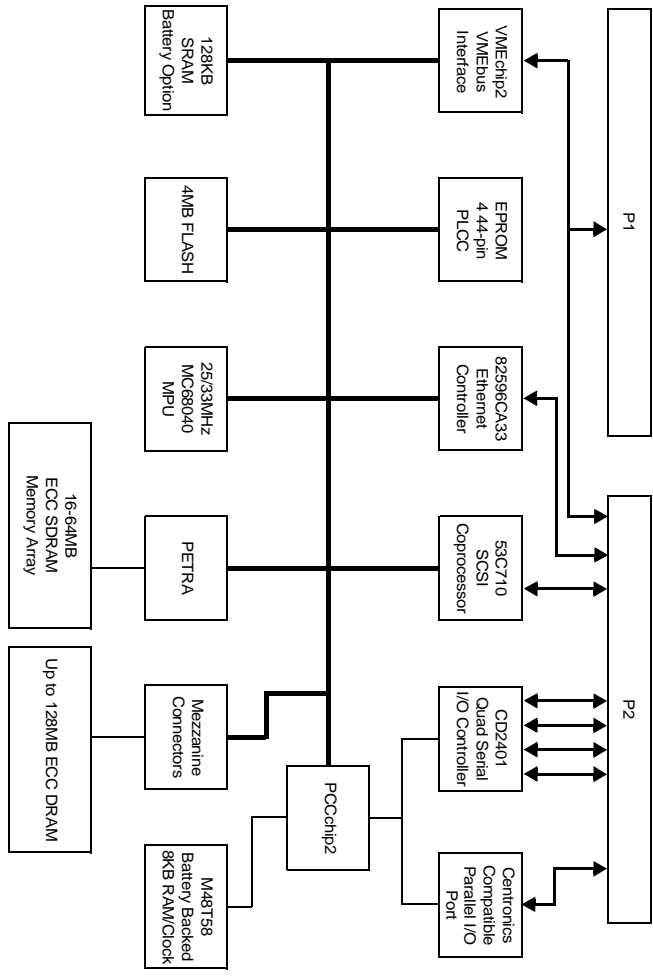 P1
P2
VMEchip2
VMEbus
Interface
EPROM
4 44-pin
PLCC
82596CA33
Ethernet
Controller
53C710
SCSI
Coprocessor
CD2401
Quad Serial
I/O Controller
Centronics
Compatible
Parallel I/O
Port
PCCchip2
128KB
SRAM
Battery Option
4MB FLASH
25/33MHz
MC68040
MPU
PETRA
Mezzanine
Connectors
M48T58
Battery Backed
8KB RAM/Clock
16-64MB
ECC SDRAM
Memory Array
Up to 128MB ECC DRAM